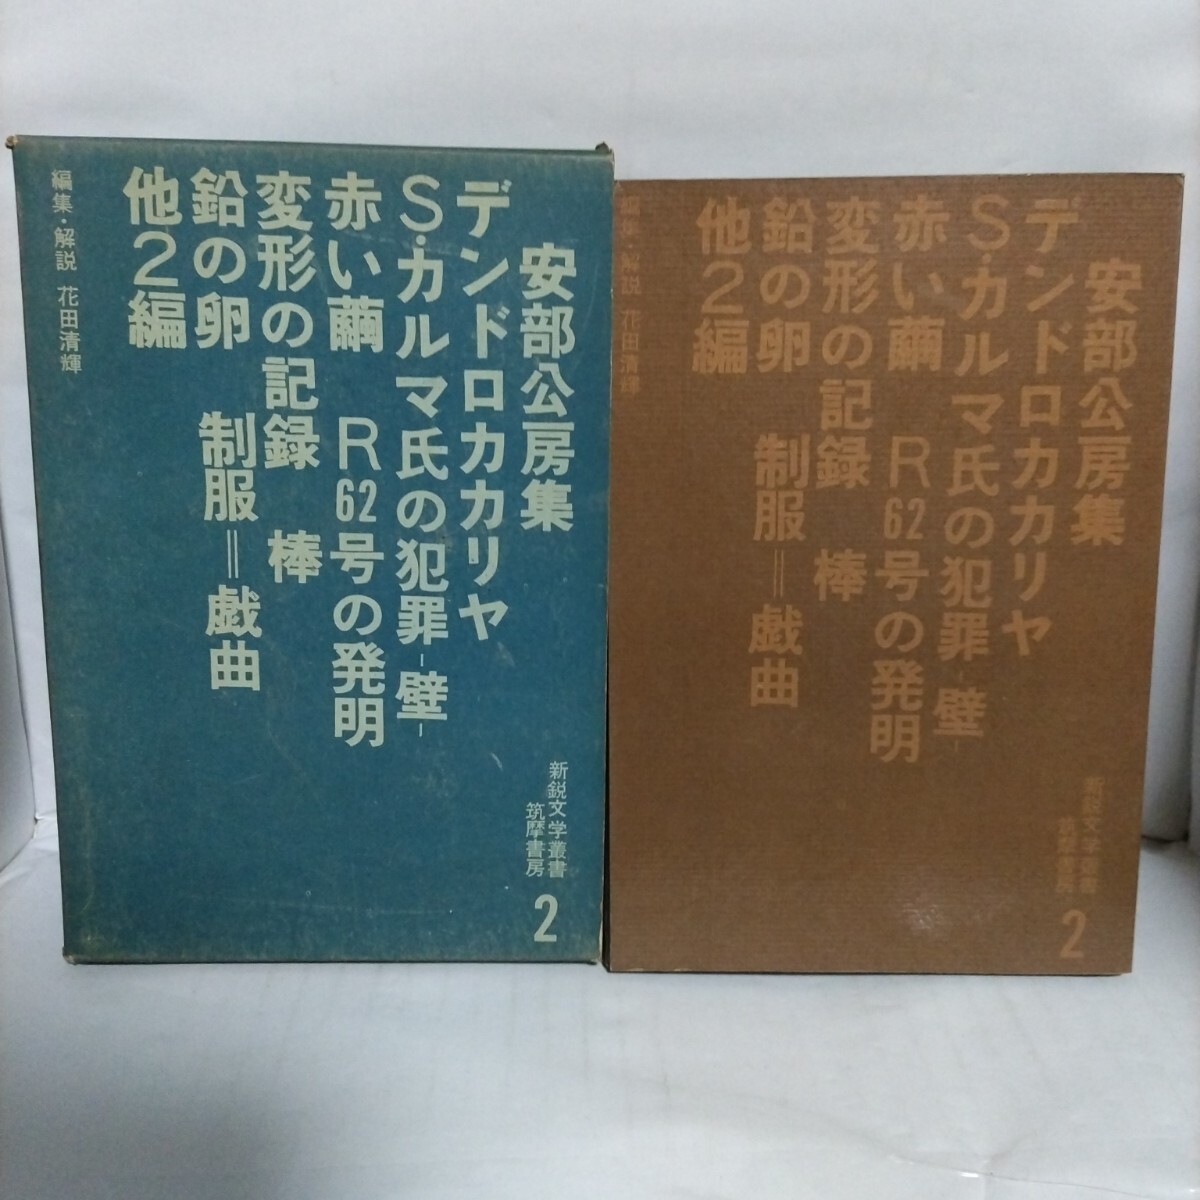 安部公房集
デンドロカカリヤ
S・カルマ氏の犯罪-壁-
赤い繭 R62号の発明
変形の記録 棒
鉛の卵 制服=戯曲
他2編
編集・解説 花田清輝
新鋭文学叢書
筑摩書房
2
安部公房集
デンドロカカリヤ
S・カルマ氏の犯罪-壁-
赤い繭 R62号の発明
変形の記録 棒
鉛の卵 制服=戯曲
他2編
編集・解説 花田清輝
新鋭文学叢書
筑摩書房
2